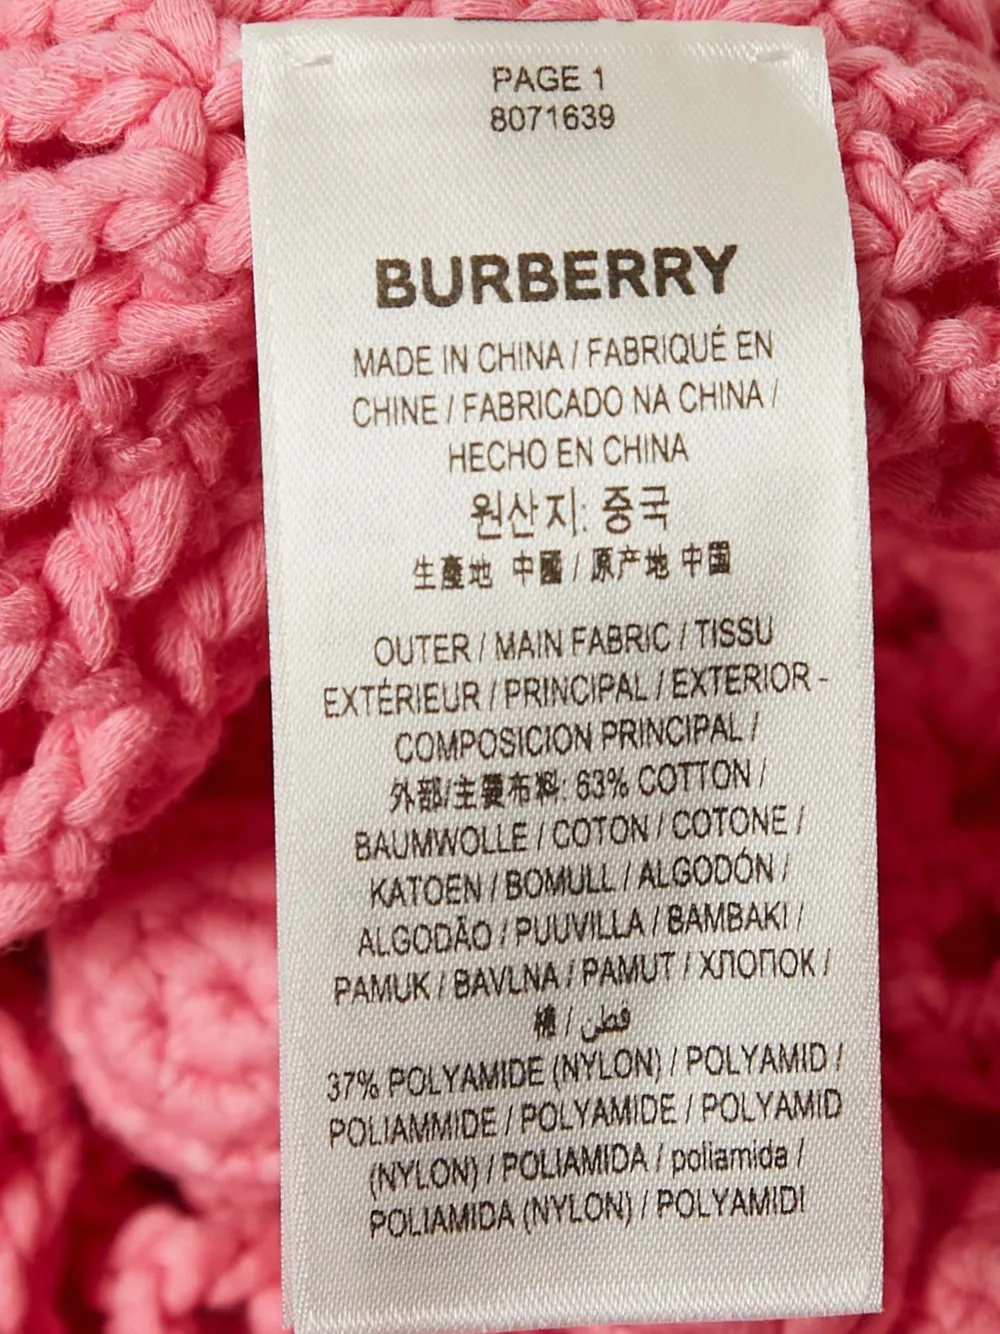 PAGE 1
8071639
BURBERRY
MADE IN CHINA / FABRIQUÉ EN
CHINE / FABRICADO NA CHINA /
HECHO EN CHINA
원산지: 중국
生產地 中國 / 原产地 中国
OUTER / MAIN FABRIC / TISSU
EXTÉRIEUR / PRINCIPAL / EXTERIOR -
COMPOSICION PRINCIPAL /
外部/主要布料: 63% COTTON /
BAUMWOLLE / COTON / COTONE /
KATOEN / BOMULL / ALGODÓN /
ALGODÃO / PUUVILLA / BAMBAKI /
PAMUK / BAVLNA / PAMUT / ХЛОПОК /
棉 / قطن
37% POLYAMIDE (NYLON) / POLYAMID /
POLIAMMIDE / POLYAMIDE / POLYAMID
(NYLON) / POLIAMIDA / poliamida /
POLIAMIDA (NYLON) / POLYAMIDI